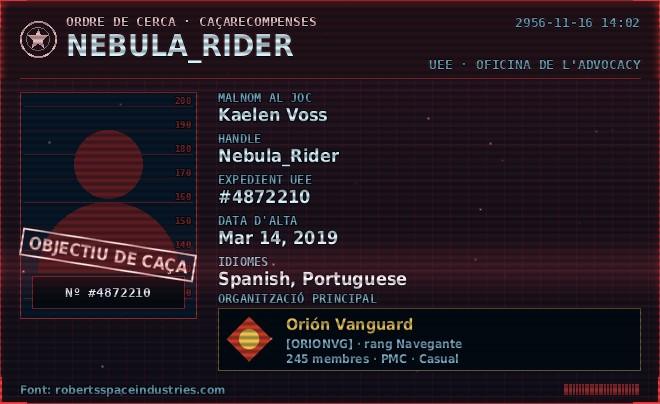 ORDRE DE CERCA · CAÇARECOMPENSES
NEBULA_RIDER
2956-11-16 14:02
UEE · OFICINA DE L'ADVOCACY
200
190
180
170
160
150
140
OBJECTIU DE CAÇA
Nº #4872210
MALNOM AL JOC
Kaelen Voss
HANDLE
Nebula_Rider
EXPEDIENT UEE
#4872210
DATA D'ALTA
Mar 14, 2019
IDIOMES
Spanish, Portuguese
ORGANITZACIÓ PRINCIPAL
Orión Vanguard
[ORIONVG] · rang Navegante
245 membres · PMC · Casual
Font: robertsspaceindustries.com